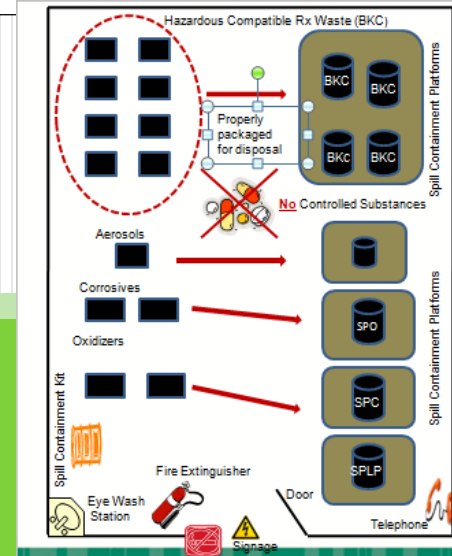 Hazardous Compatible Rx Waste (BKC)
BKC
BKC
BKc
BKC
Properly
packaged
for disposal
Spill Containment Platforms
No Controlled Substances
Aerosols
Corrosives
SPO
Oxidizers
Spill Containment Platforms
SPC
Spill Containment Kit
SPLP
Fire Extinguisher
Eye Wash
Station
Door
Telephone
Signage